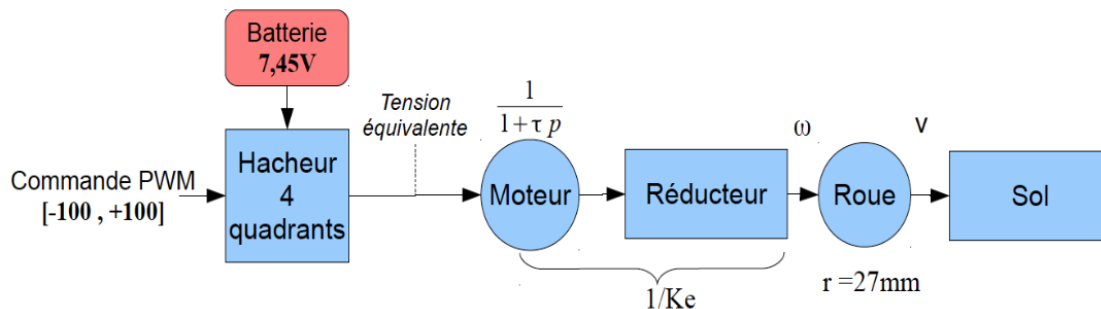 Batterie
7,45V
Tension
équivalente
1
1+τ p
ω
v
Commande PWM
[-100 , +100]
Hacheur
4
quadrants
Moteur
Réducteur
Roue
Sol
1/Ke
r =27mm